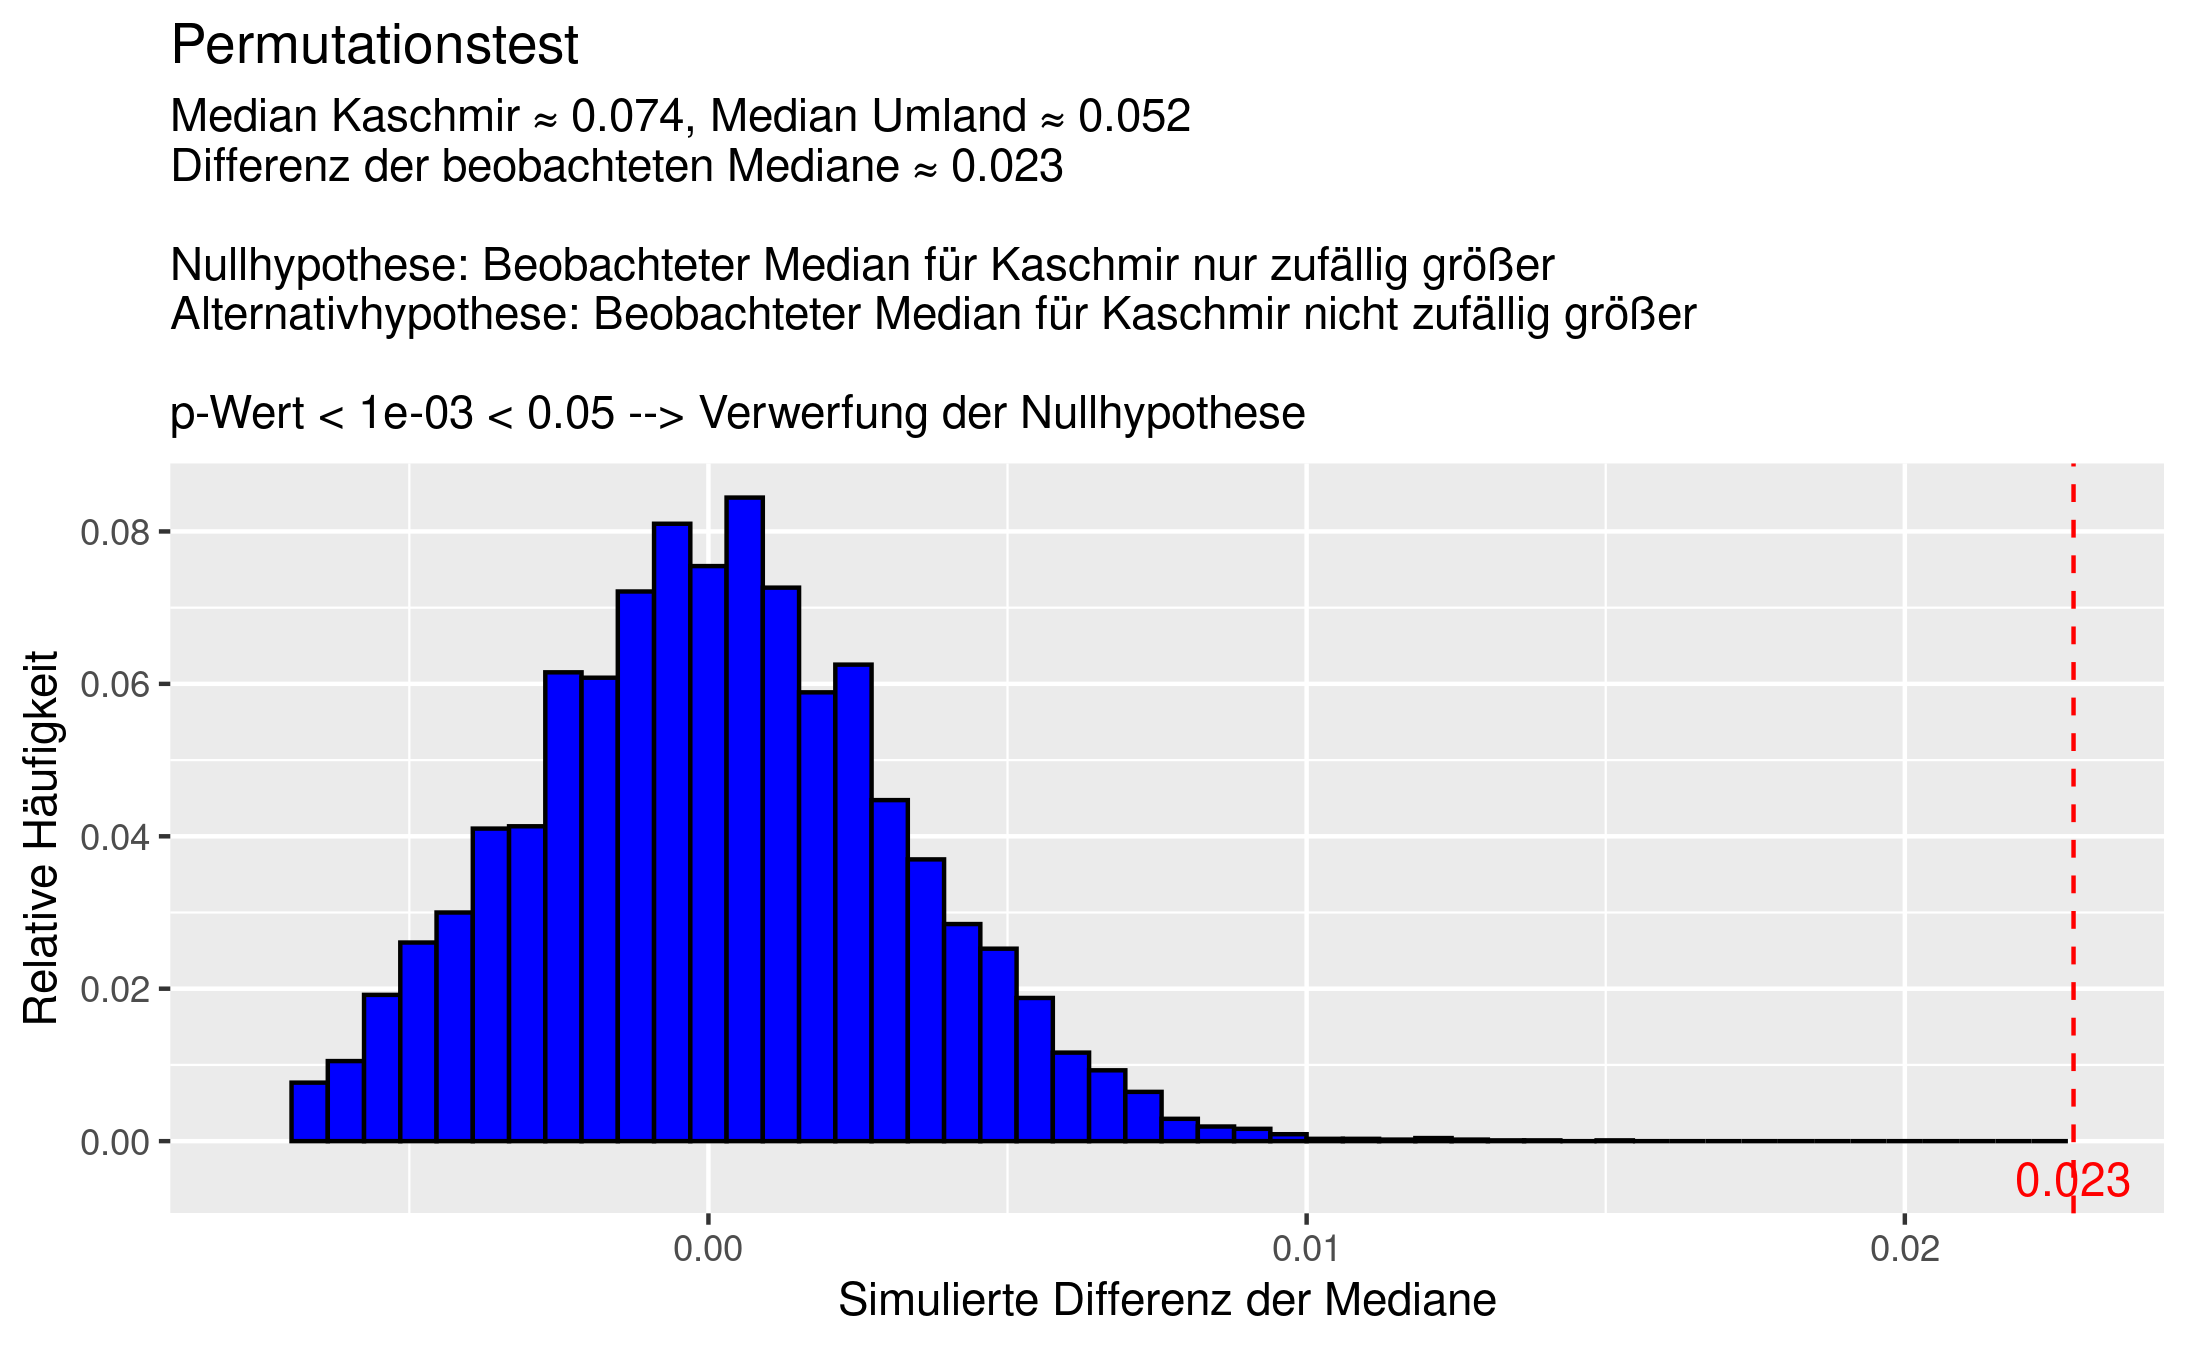 Permutationstest
Median Kaschmir ≈ 0.074, Median Umland ≈ 0.052
Differenz der beobachteten Mediane ≈ 0.023
Nullhypothese: Beobachteter Median für Kaschmir nur zufällig größer
Alternativhypothese: Beobachteter Median für Kaschmir nicht zufällig größer
p-Wert < 1e-03 < 0.05 --> Verwerfung der Nullhypothese
Relative Häufigkeit
0.08
0.06
0.04
0.02
0.00
0.023
0.00
0.01
0.02
Simulierte Differenz der Mediane